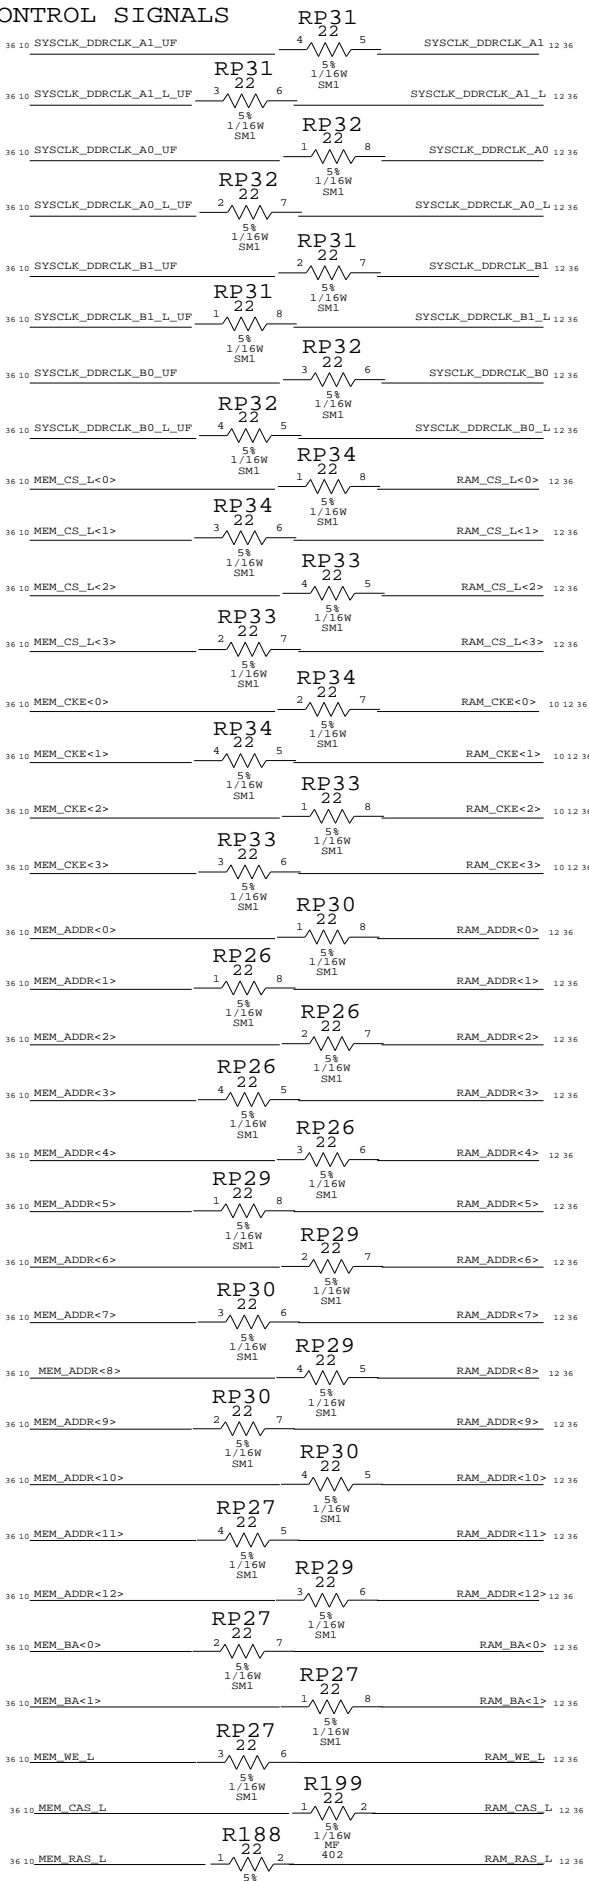 ONTROL SIGNALS
RP31
22
36 10 SYSCLK_DDRCLK_A1_UF 4 5 SYSCLK_DDRCLK_A1 12 36
5%
1/16W
SM1
RP31
22
36 10 SYSCLK_DDRCLK_A1_L_UF 3 6 SYSCLK_DDRCLK_A1_L 12 36
5%
1/16W
SM1
RP32
22
36 10 SYSCLK_DDRCLK_A0_UF 1 8 SYSCLK_DDRCLK_A0 12 36
5%
1/16W
SM1
RP32
22
36 10 SYSCLK_DDRCLK_A0_L_UF 2 7 SYSCLK_DDRCLK_A0_L 12 36
5%
1/16W
SM1
RP31
22
36 10 SYSCLK_DDRCLK_B1_UF 2 7 SYSCLK_DDRCLK_B1 12 36
5%
1/16W
SM1
RP31
22
36 10 SYSCLK_DDRCLK_B1_L_UF 1 8 SYSCLK_DDRCLK_B1_L 12 36
5%
1/16W
SM1
RP32
22
36 10 SYSCLK_DDRCLK_B0_UF 3 6 SYSCLK_DDRCLK_B0 12 36
5%
1/16W
SM1
RP32
22
36 10 SYSCLK_DDRCLK_B0_L_UF 4 5 SYSCLK_DDRCLK_B0_L 12 36
5%
1/16W
SM1
RP34
22
36 10 MEM_CS_L<0> 1 8 RAM_CS_L<0> 12 36
5%
1/16W
SM1
RP34
22
36 10 MEM_CS_L<1> 3 6 RAM_CS_L<1> 12 36
5%
1/16W
SM1
RP33
22
36 10 MEM_CS_L<2> 4 5 RAM_CS_L<2> 12 36
5%
1/16W
SM1
RP33
22
36 10 MEM_CS_L<3> 2 7 RAM_CS_L<3> 12 36
5%
1/16W
SM1
RP34
22
36 10 MEM_CKE<0> 2 7 RAM_CKE<0> 10 12 36
5%
1/16W
SM1
RP34
22
36 10 MEM_CKE<1> 4 5 RAM_CKE<1> 10 12 36
5%
1/16W
SM1
RP33
22
36 10 MEM_CKE<2> 1 8 RAM_CKE<2> 10 12 36
5%
1/16W
SM1
RP33
22
36 10 MEM_CKE<3> 3 6 RAM_CKE<3> 10 12 36
5%
1/16W
SM1
RP30
22
36 10 MEM_ADDR<0> 1 8 RAM_ADDR<0> 12 36
5%
1/16W
SM1
RP26
22
36 10 MEM_ADDR<1> 1 8 RAM_ADDR<1> 12 36
5%
1/16W
SM1
RP26
22
36 10 MEM_ADDR<2> 2 7 RAM_ADDR<2> 12 36
5%
1/16W
SM1
RP26
22
36 10 MEM_ADDR<3> 4 5 RAM_ADDR<3> 12 36
5%
1/16W
SM1
RP26
22
36 10 MEM_ADDR<4> 3 6 RAM_ADDR<4> 12 36
5%
1/16W
SM1
RP29
22
36 10 MEM_ADDR<5> 1 8 RAM_ADDR<5> 12 36
5%
1/16W
SM1
RP29
22
36 10 MEM_ADDR<6> 2 7 RAM_ADDR<6> 12 36
5%
1/16W
SM1
RP30
22
36 10 MEM_ADDR<7> 3 6 RAM_ADDR<7> 12 36
5%
1/16W
SM1
RP29
22
36 10 MEM_ADDR<8> 4 5 RAM_ADDR<8> 12 36
5%
1/16W
SM1
RP30
22
36 10 MEM_ADDR<9> 2 7 RAM_ADDR<9> 12 36
5%
1/16W
SM1
RP30
22
36 10 MEM_ADDR<10> 4 5 RAM_ADDR<10> 12 36
5%
1/16W
SM1
RP27
22
36 10 MEM_ADDR<11> 4 5 RAM_ADDR<11> 12 36
5%
1/16W
SM1
RP29
22
36 10 MEM_ADDR<12> 3 6 RAM_ADDR<12> 12 36
5%
1/16W
SM1
RP27
22
36 10 MEM_BA<0> 2 7 RAM_BA<0> 12 36
5%
1/16W
SM1
RP27
22
36 10 MEM_BA<1> 1 8 RAM_BA<1> 12 36
5%
1/16W
SM1
RP27
22
36 10 MEM_WE_L 3 6 RAM_WE_L 12 36
5%
1/16W
SM1
R199
22
36 10 MEM_CAS_L 1 2 RAM_CAS_L 12 36
5%
1/16W
MF
402
R188
22
36 10 MEM_RAS_L 1 2 RAM_RAS_L 12 36
5%